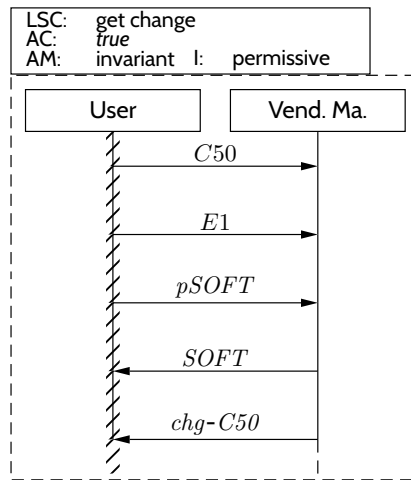 LSC: get change
AC: true
AM: invariant I: permissive
User Vend. Ma.
C50
E1
pSOFT
SOFT
chg-C50